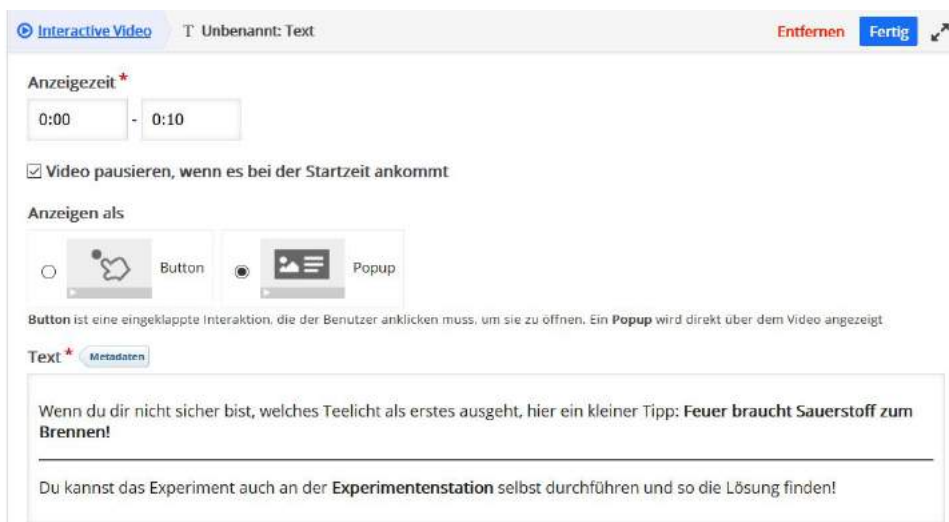 Interactive Video T Unbenannt: Text Entfernen Fertig
Anzeigezeit *
0:00 - 0:10
Video pausieren, wenn es bei der Startzeit ankommt
Anzeigen als
Button Popup
Button ist eine eingeklappte Interaktion, die der Benutzer anklicken muss, um sie zu öffnen. Ein Popup wird direkt über dem Video angezeigt
Text * Metadaten
Wenn du dir nicht sicher bist, welches Teelicht als erstes ausgeht, hier ein kleiner Tipp: Feuer braucht Sauerstoff zum
Brennen!
Du kannst das Experiment auch an der Experimentenstation selbst durchführen und so die Lösung finden!